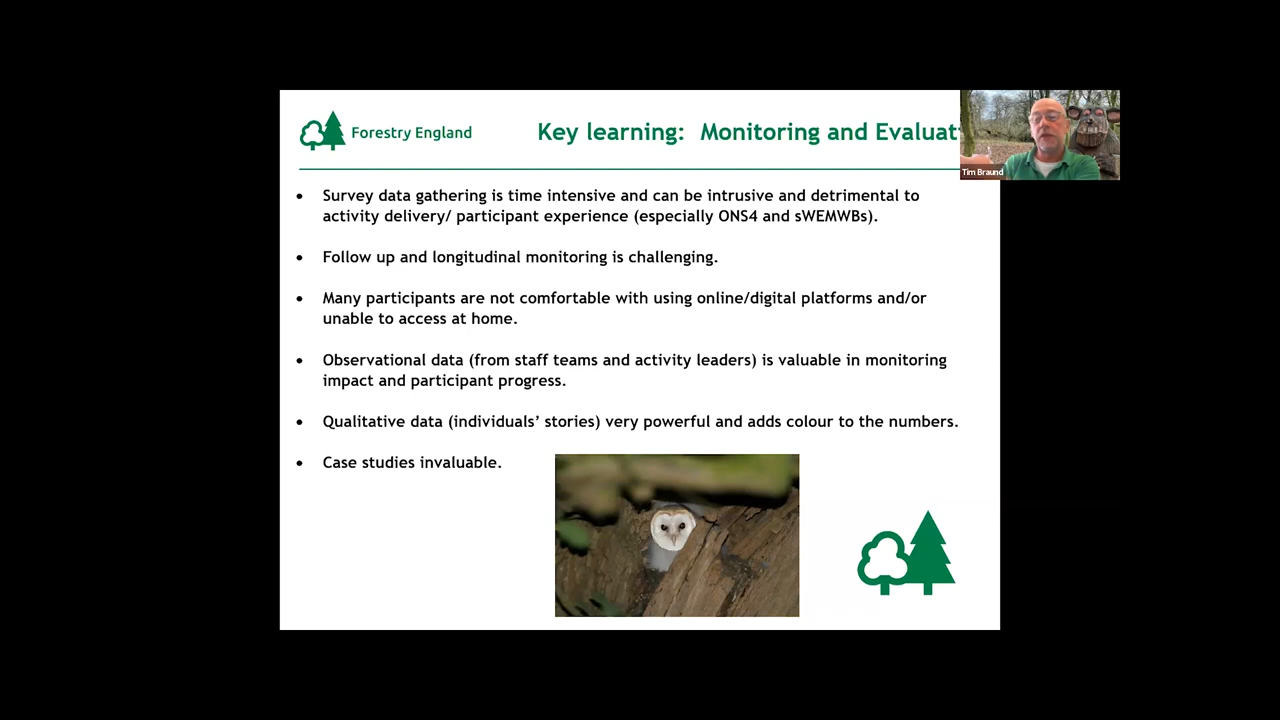 Forestry England
Key learning: Monitoring and
Tim Braund
• Survey data gathering is time intensive and can be intrusive and detrimental to
activity delivery/ participant experience (especially ONS4 and sWEMWBs).
• Follow up and longitudinal monitoring is challenging.
• Many participants are not comfortable with using online/digital platforms and/or
unable to access at home.
• Observational data (from staff teams and activity leaders) is valuable in monitoring
impact and participant progress.
• Qualitative data (individuals’ stories) very powerful and adds colour to the numbers.
• Case studies invaluable.